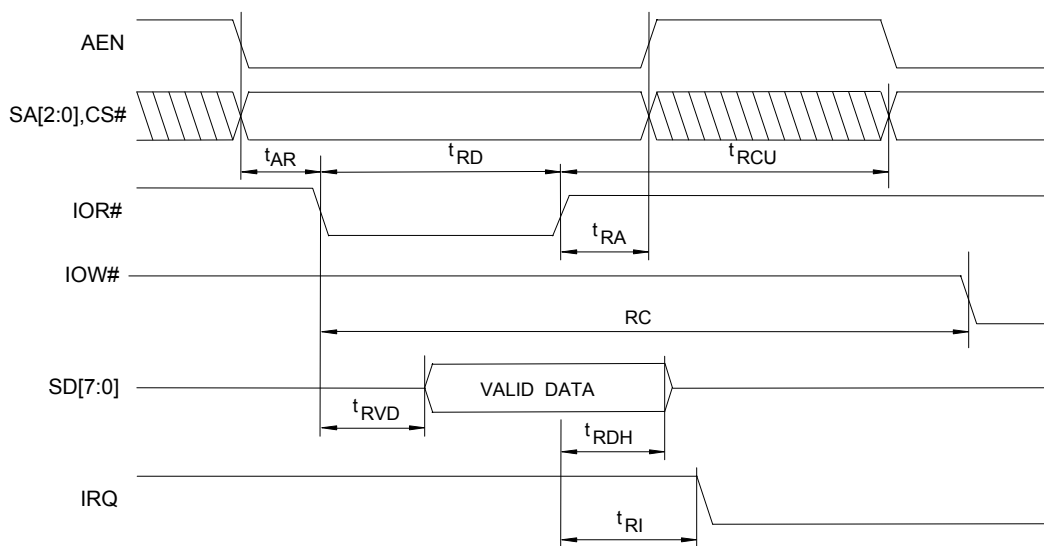 AEN
SA[2:0],CS#
tAR
tRD
tRCU
IOR#
tRA
IOW#
RC
SD[7:0]
VALID DATA
tRVD
tRDH
IRQ
tRI